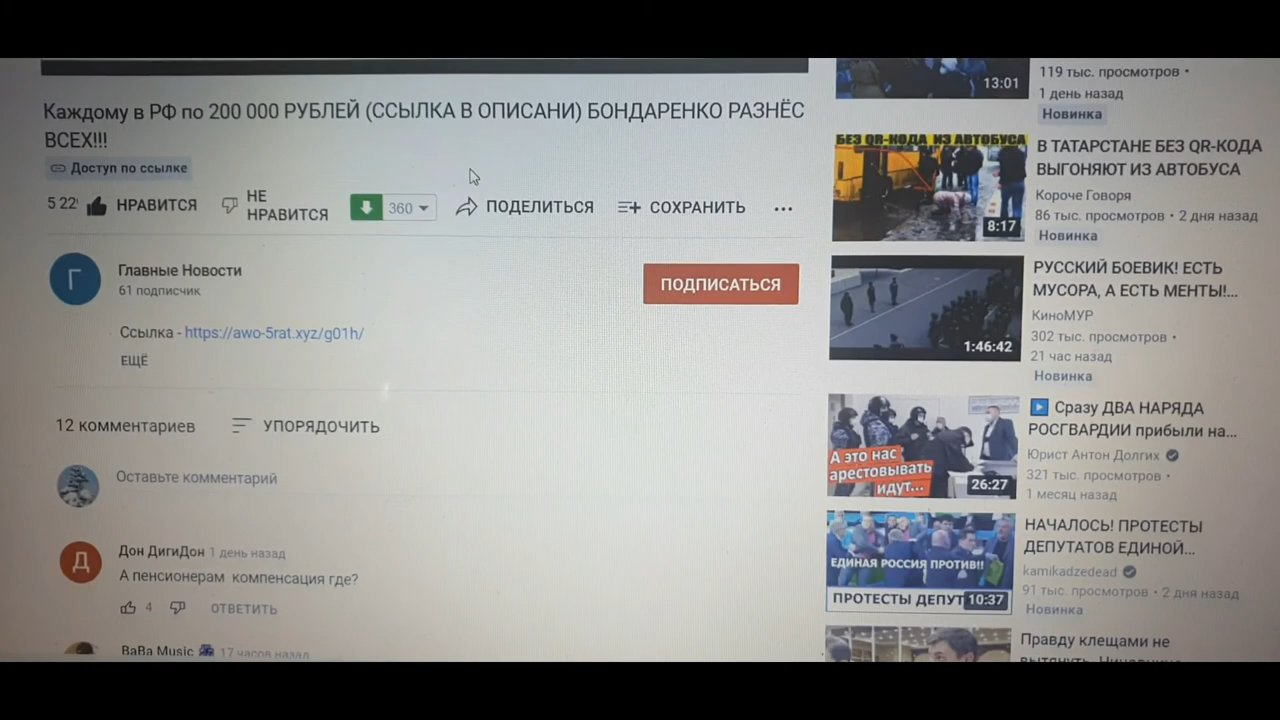 Каждому в РФ по 200 000 РУБЛЕЙ (ССЫЛКА В ОПИСАНИ) БОНДАРЕНКО РАЗНЁС
ВСЕХ!!!
Доступ по ссылке
5 22
НРАВИТСЯ
НЕ
НРАВИТСЯ
360
ПОДЕЛИТЬСЯ
СОХРАНИТЬ
Г
Главные Новости
61 подписчик
ПОДПИСАТЬСЯ
Ссылка - https://awo-5rat.xyz/g01h/
ЕЩЁ
12 комментариев
УПОРЯДОЧИТЬ
Оставьте комментарий
Д
Дон ДигиДон 1 день назад
А пенсионерам компенсация где?
4
ОТВЕТИТЬ
BaBa Music 17 часов назад
13:01
119 тыс. просмотров •
1 день назад
Новинка
БЕЗ QR-КОДА ИЗ АВТОБУСА
8:17
В ТАТАРСТАНЕ БЕЗ QR-КОДА
ВЫГОНЯЮТ ИЗ АВТОБУСА
Короче Говоря
86 тыс. просмотров • 2 дня назад
Новинка
1:46:42
РУССКИЙ БОЕВИК! ЕСТЬ
МУСОРА, А ЕСТЬ МЕНТЫ!...
КиноМУР
302 тыс. просмотров •
21 час назад
Новинка
А это нас
арестовывать
идут...
26:27
Сразу ДВА НАРЯДА
РОСГВАРДИИ прибыли на...
Юрист Антон Долгих
321 тыс. просмотров •
1 месяц назад
ЕДИНАЯ РОССИЯ ПРОТИВ!!
ПРОТЕСТЫ ДЕПУТ
10:37
НАЧАЛОСЬ! ПРОТЕСТЫ
ДЕПУТАТОВ ЕДИНОЙ...
kamikadzedead
91 тыс. просмотров • 2 дня назад
Новинка
Правду клещами не